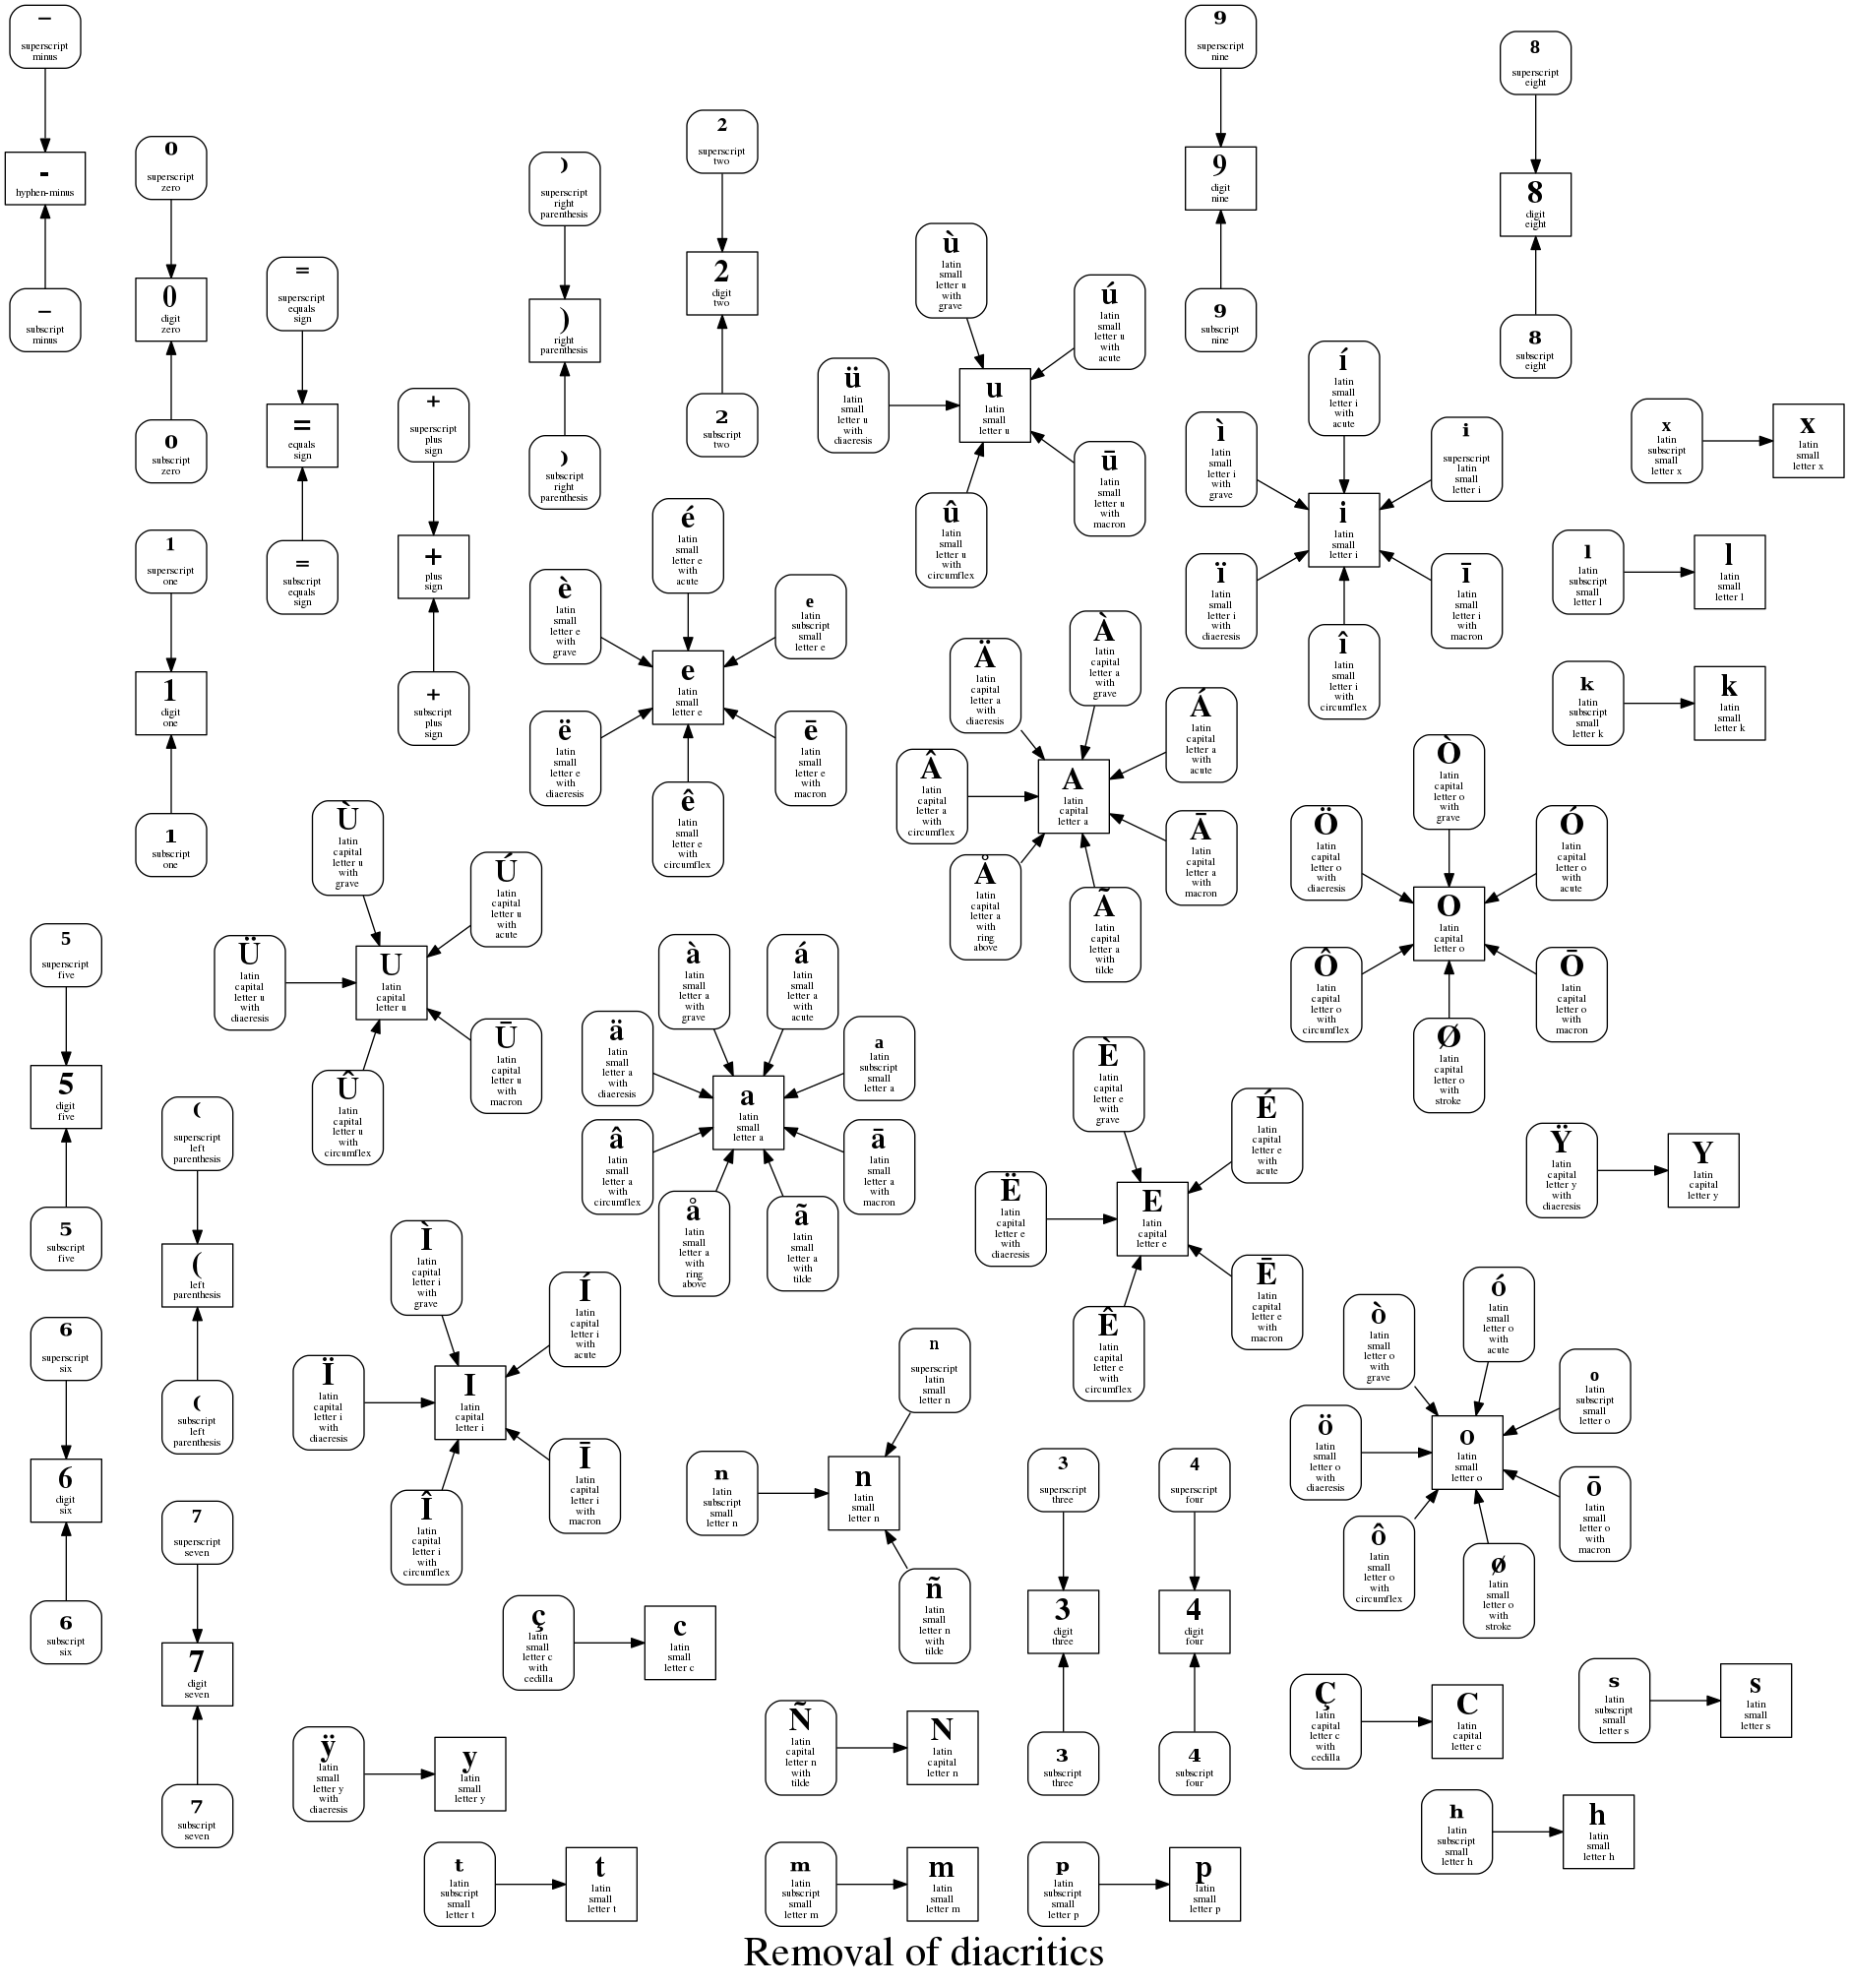 −
superscript
minus
-
hyphen-minus
−
subscript
minus
0
superscript
zero
0
digit
zero
0
subscript
zero
=
superscript
equals
sign
=
equals
sign
=
subscript
equals
sign
+
superscript
plus
sign
+
plus
sign
+
subscript
plus
sign
)
superscript
right
parenthesis
)
right
parenthesis
)
subscript
right
parenthesis
2
superscript
two
2
digit
two
2
subscript
two
9
superscript
nine
9
digit
nine
9
subscript
nine
8
superscript
eight
8
digit
eight
8
subscript
eight
ù
latin
small
letter u
with
grave
ú
latin
small
letter u
with
acute
ü
latin
small
letter u
with
diaeresis
u
latin
small
letter u
ū
latin
small
letter u
with
macron
û
latin
small
letter u
with
circumflex
í
latin
small
letter i
with
acute
ì
latin
small
letter i
with
grave
i
superscript
latin
small
letter i
i
latin
small
letter i
ï
latin
small
letter i
with
diaeresis
ī
latin
small
letter i
with
macron
î
latin
small
letter i
with
circumflex
x
latin
subscript
small
letter x
x
latin
small
letter x
l
latin
subscript
small
letter l
l
latin
small
letter l
k
latin
subscript
small
letter k
k
latin
small
letter k
1
superscript
one
1
digit
one
1
subscript
one
é
latin
small
letter e
with
acute
è
latin
small
letter e
with
grave
e
latin
subscript
small
letter e
e
latin
small
letter e
ë
latin
small
letter e
with
diaeresis
ē
latin
small
letter e
with
macron
ê
latin
small
letter e
with
circumflex
À
latin
capital
letter a
with
grave
Ä
latin
capital
letter a
with
diaeresis
Á
latin
capital
letter a
with
acute
Â
latin
capital
letter a
with
circumflex
A
latin
capital
letter a
Ā
latin
capital
letter a
with
macron
Å
latin
capital
letter a
with
ring
above
Ã
latin
capital
letter a
with
tilde
Ò
latin
capital
letter o
with
grave
Ö
latin
capital
letter o
with
diaeresis
Ó
latin
capital
letter o
with
acute
O
latin
capital
letter o
Ô
latin
capital
letter o
with
circumflex
Ō
latin
capital
letter o
with
macron
Ø
latin
capital
letter o
with
stroke
Ù
latin
capital
letter u
with
grave
Ú
latin
capital
letter u
with
acute
Ü
latin
capital
letter u
with
diaeresis
U
latin
capital
letter u
Ū
latin
capital
letter u
with
macron
Û
latin
capital
letter u
with
circumflex
5
superscript
five
5
digit
five
5
subscript
five
à
latin
small
letter a
with
grave
á
latin
small
letter a
with
acute
ä
latin
small
letter a
with
diaeresis
a
latin
subscript
small
letter a
a
latin
small
letter a
â
latin
small
letter a
with
circumflex
ā
latin
small
letter a
with
macron
å
latin
small
letter a
with
ring
above
ã
latin
small
letter a
with
tilde
È
latin
capital
letter e
with
grave
É
latin
capital
letter e
with
acute
Ë
latin
capital
letter e
with
diaeresis
E
latin
capital
letter e
Ē
latin
capital
letter e
with
macron
Ê
latin
capital
letter e
with
circumflex
Ÿ
latin
capital
letter y
with
diaeresis
Y
latin
capital
letter y
(
superscript
left
parenthesis
(
left
parenthesis
(
subscript
left
parenthesis
6
superscript
six
6
digit
six
6
subscript
six
Ì
latin
capital
letter i
with
grave
Í
latin
capital
letter i
with
acute
Ï
latin
capital
letter i
with
diaeresis
I
latin
capital
letter i
Ī
latin
capital
letter i
with
macron
Î
latin
capital
letter i
with
circumflex
ó
latin
small
letter o
with
acute
ò
latin
small
letter o
with
grave
o
latin
subscript
small
letter o
ö
latin
small
letter o
with
diaeresis
o
latin
small
letter o
ō
latin
small
letter o
with
macron
ô
latin
small
letter o
with
circumflex
ø
latin
small
letter o
with
stroke
n
superscript
latin
small
letter n
n
latin
subscript
small
letter n
n
latin
small
letter n
ñ
latin
small
letter n
with
tilde
3
superscript
three
3
digit
three
3
subscript
three
4
superscript
four
4
digit
four
4
subscript
four
7
superscript
seven
7
digit
seven
7
subscript
seven
ç
latin
small
letter c
with
cedilla
c
latin
small
letter c
Ç
latin
capital
letter c
with
cedilla
C
latin
capital
letter c
s
latin
subscript
small
letter s
s
latin
small
letter s
Ñ
latin
capital
letter n
with
tilde
N
latin
capital
letter n
ÿ
latin
small
letter y
with
diaeresis
y
latin
small
letter y
h
latin
subscript
small
letter h
h
latin
small
letter h
t
latin
subscript
small
letter t
t
latin
small
letter t
m
latin
subscript
small
letter m
m
latin
small
letter m
p
latin
subscript
small
letter p
p
latin
small
letter p
Removal of diacritics